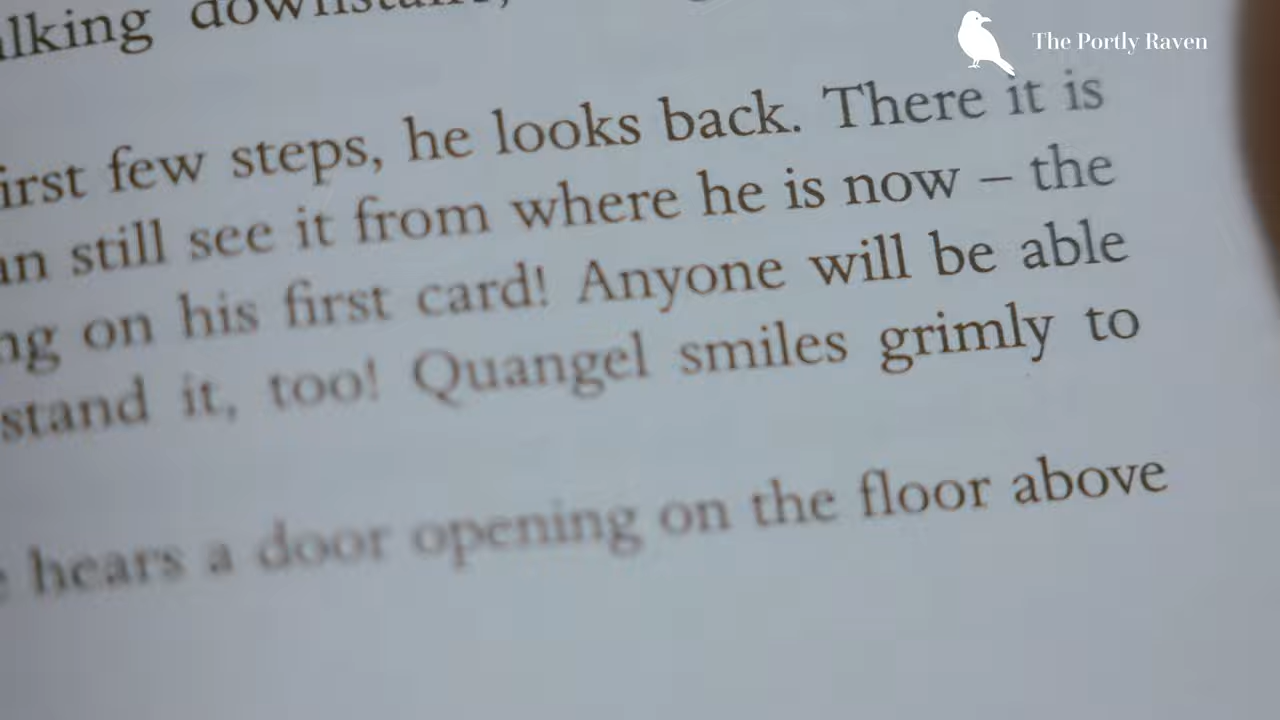 The Portly Raven
alking downstairs,
irst few steps, he looks back. There it is
an still see it from where he is now – the
ng on his first card! Anyone will be able
stand it, too! Quangel smiles grimly to
e hears a door opening on the floor above